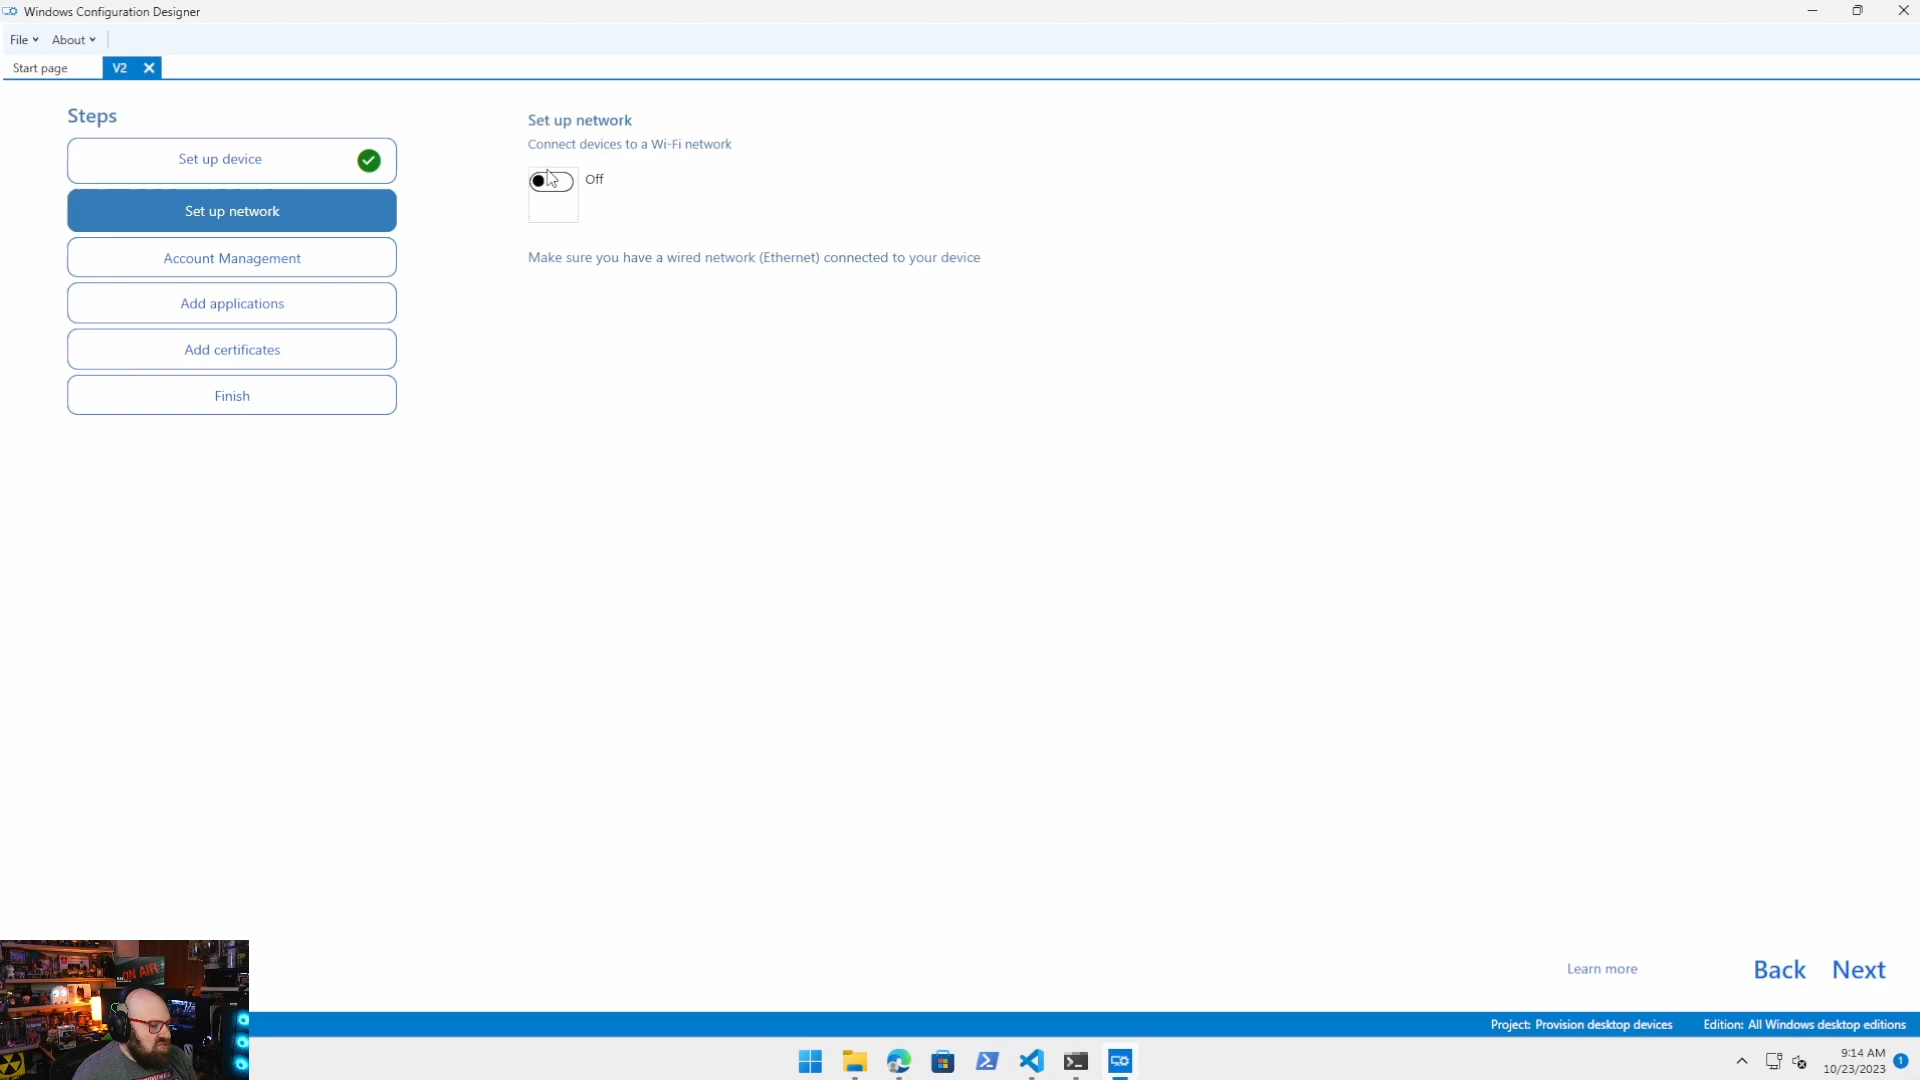 Windows Configuration Designer
File About
Start page V2
Steps
Set up device
Set up network
Account Management
Add applications
Add certificates
Finish
Set up network
Connect devices to a Wi-Fi network
Off
Make sure you have a wired network (Ethernet) connected to your device
Learn more Back Next
ON AIR
Project: Provision desktop devices Edition: All Windows desktop editions
9:14 AM
10/23/2023
1